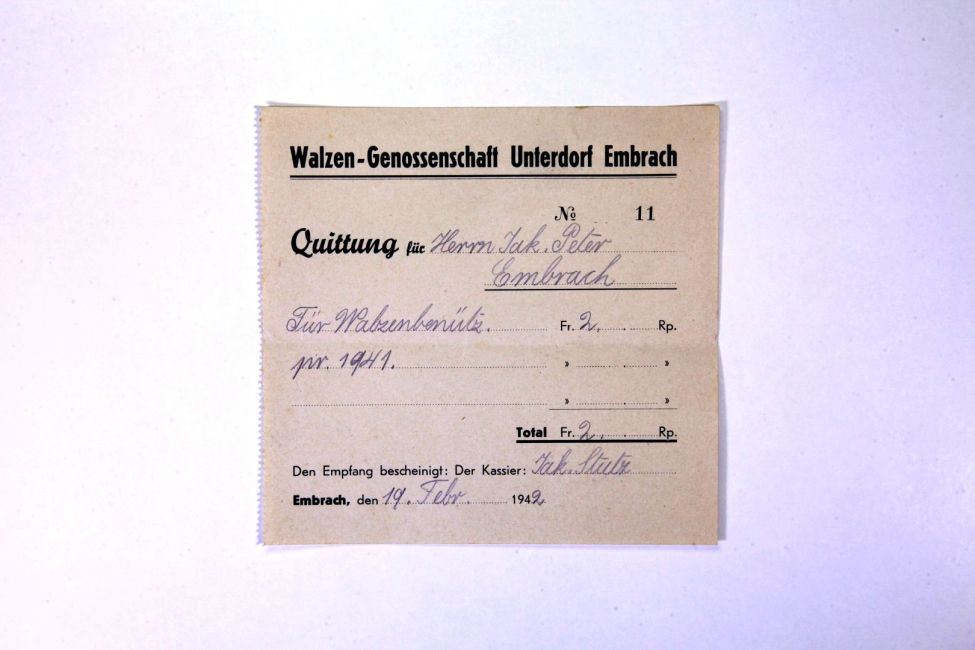 Walzen-Genossenschaft Unterdorf Embrach
№ 11
Quittung für Herrn Jak. Peter
Embrach
Für Walzenbenütz. Fr. 2. Rp.
pr. 1941. » »
» »
Total Fr. 2. Rp.
Den Empfang bescheinigt: Der Kassier: Jak. Stutz
Embrach, den 19. Febr. 1942